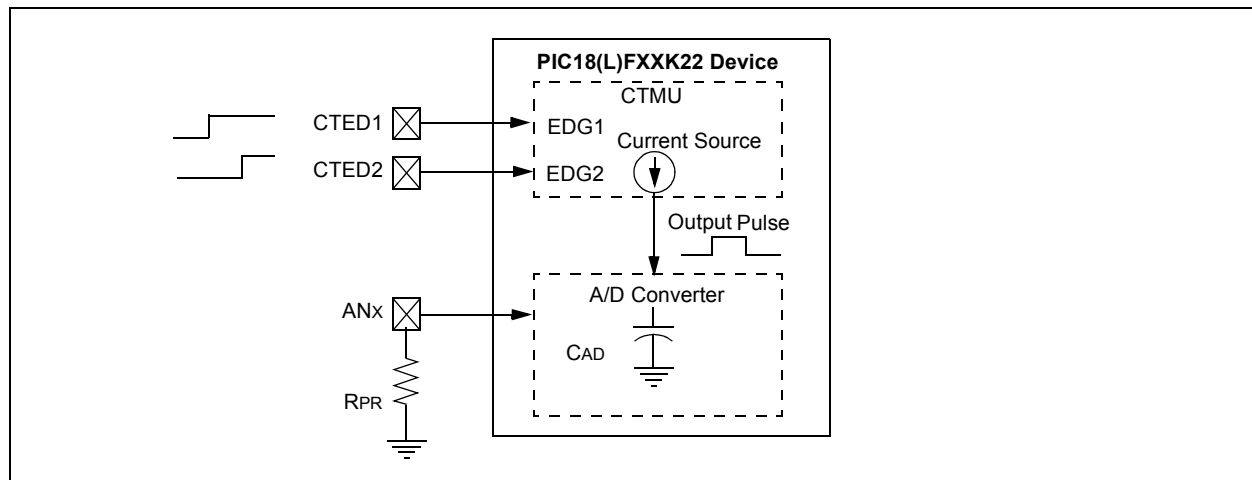 PIC18(L)FXXK22 Device
CTMU
CTED1
EDG1
Current Source
CTED2
EDG2
Output Pulse
A/D Converter
ANX
CAD
RPR